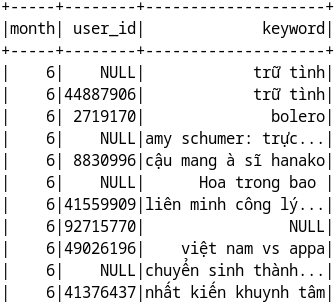 +-----+--------+--------------------+
|month| user_id|             keyword|
+-----+--------+--------------------+
|    6|    NULL|            trữ tình|
|    6|44887906|            trữ tình|
|    6| 2719170|              bolero|
|    6|    NULL|amy schumer: trực...|
|    6| 8830996|cậu mang à sĩ hanako|
|    6|    NULL|       Hoa trong bao |
|    6|41559909|liên minh công lý...|
|    6|92715770|                NULL|
|    6|49026196|     việt nam vs appa|
|    6|    NULL|chuyển sinh thành...|
|    6|41376437|nhất kiến khuynh tâm|